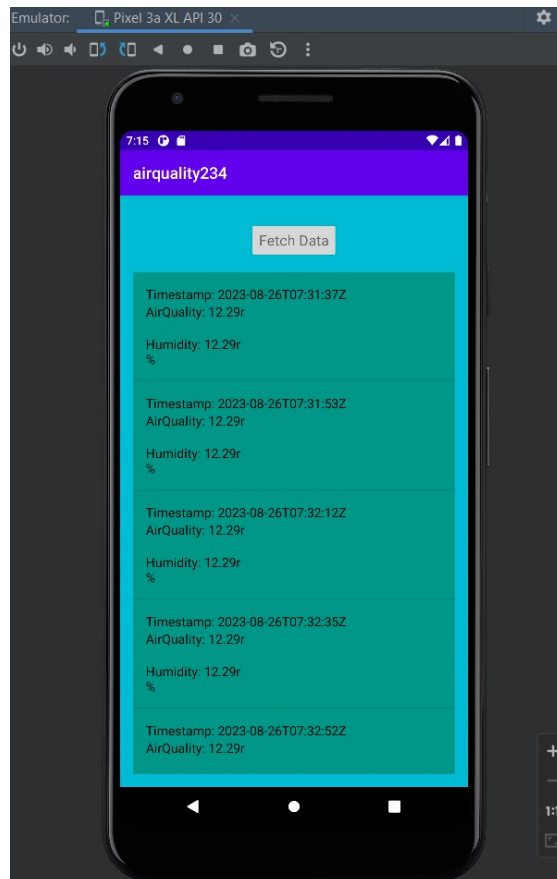 Emulator: Pixel 3a XL API 30
7:15
airquality234
Fetch Data
Timestamp: 2023-08-26T07:31:37Z
AirQuality: 12.29r
Humidity: 12.29r
%
Timestamp: 2023-08-26T07:31:53Z
AirQuality: 12.29r
Humidity: 12.29r
%
Timestamp: 2023-08-26T07:32:12Z
AirQuality: 12.29r
Humidity: 12.29r
%
Timestamp: 2023-08-26T07:32:35Z
AirQuality: 12.29r
Humidity: 12.29r
%
Timestamp: 2023-08-26T07:32:52Z
AirQuality: 12.29r